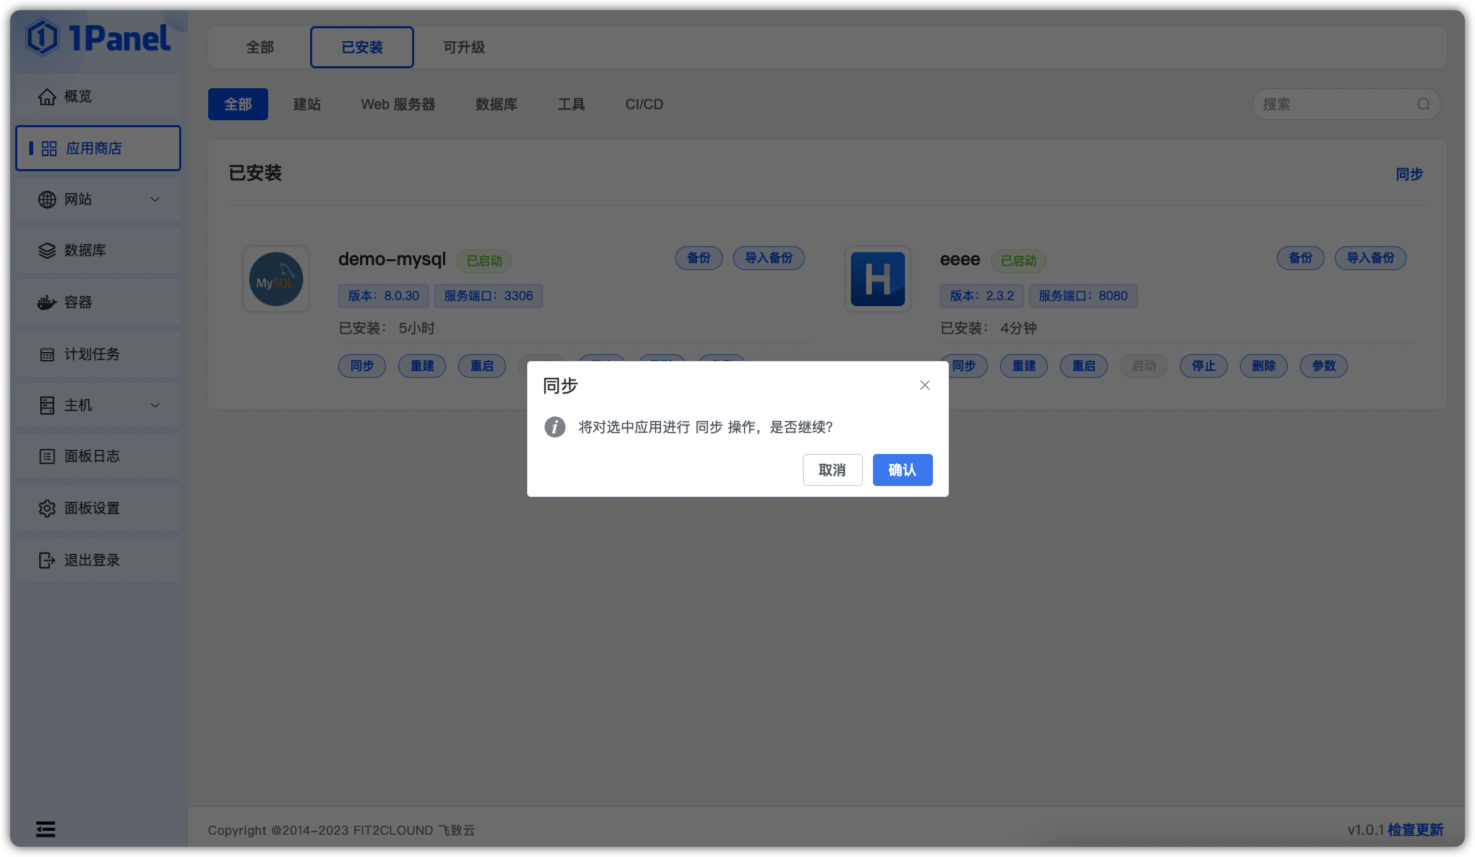 1Panel
概览
应用商店
网站
数据库
容器
计划任务
主机
面板日志
面板设置
退出登录
全部 已安装 可升级
全部 建站 Web 服务器 数据库 工具 CI/CD 搜索
已安装 同步
MySQL
demo-mysql 已启动 备份 导入备份
版本：8.0.30 服务端口：3306
已安装： 5小时
同步 重建 重启
H
eeee 已启动 备份 导入备份
版本：2.3.2 服务端口：8080
已安装： 4分钟
同步 重建 重启 启动 停止 删除 参数
同步
将对选中应用进行 同步 操作，是否继续?
取消 确认
Copyright @2014-2023 FIT2CLOUND 飞致云
v1.0.1 检查更新